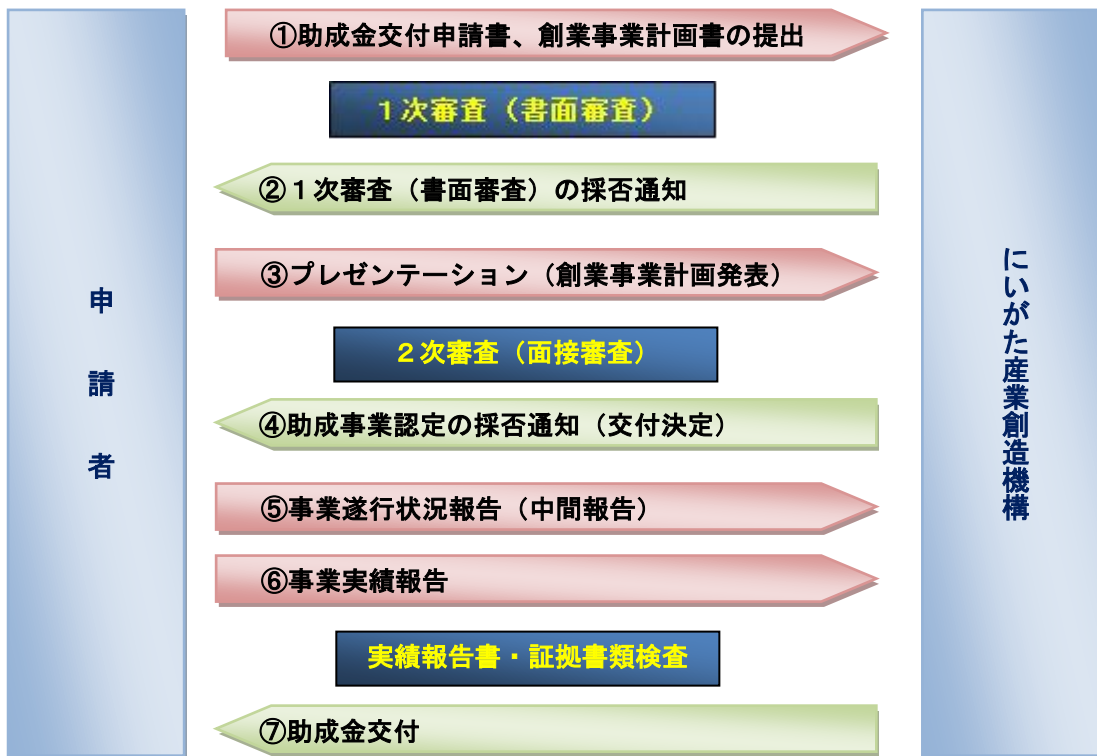 ①助成金交付申請書、創業事業計画書の提出
１次審査（書面審査）
②１次審査（書面審査）の採否通知
③プレゼンテーション（創業事業計画発表）
２次審査（面接審査）
④助成事業認定の採否通知（交付決定）
⑤事業遂行状況報告（中間報告）
⑥事業実績報告
実績報告書・証拠書類検査
⑦助成金交付
申請者
にいがた産業創造機構